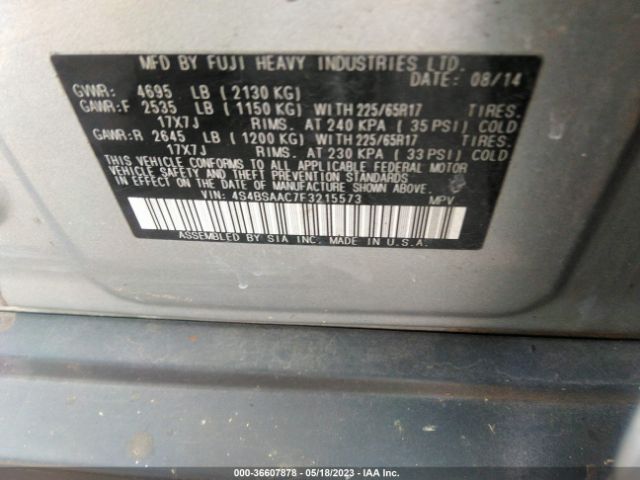 MFD BY FUJI HEAVY INDUSTRIES LTD.
DATE: 08/14
GVWR: 4695 LB (2130 KG)
GAWR:F 2535 LB (1150 KG) WITH 225/65R17 TIRES.
17X7J RIMS. AT 240 KPA (35 PSI) COLD
GAWR:R 2645 LB (1200 KG) WITH 225/65R17 TIRES.
17X7J RIMS. AT 230 KPA (33 PSI) COLD
THIS VEHICLE CONFORMS TO ALL APPLICABLE FEDERAL MOTOR
VEHICLE SAFETY AND THEFT PREVENTION STANDARDS
IN EFFECT ON THE DATE OF MANUFACTURE SHOWN ABOVE.
VIN: 4S4BSAAC7F3215573 MPV
ASSEMBLED BY SIA INC. MADE IN U.S.A.
000-36607878 - 05/18/2023 - IAA Inc.